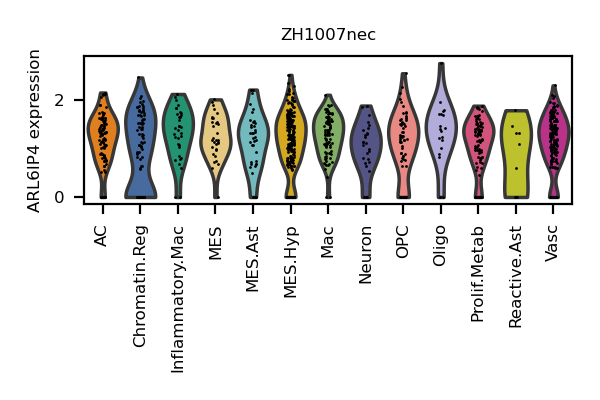 ZH1007nec
ARL6IP4 expression
2
0
AC
Chromatin.Reg
Inflammatory.Mac
MES
MES.Ast
MES.Hyp
Mac
Neuron
OPC
Oligo
Prolif.Metab
Reactive.Ast
Vasc